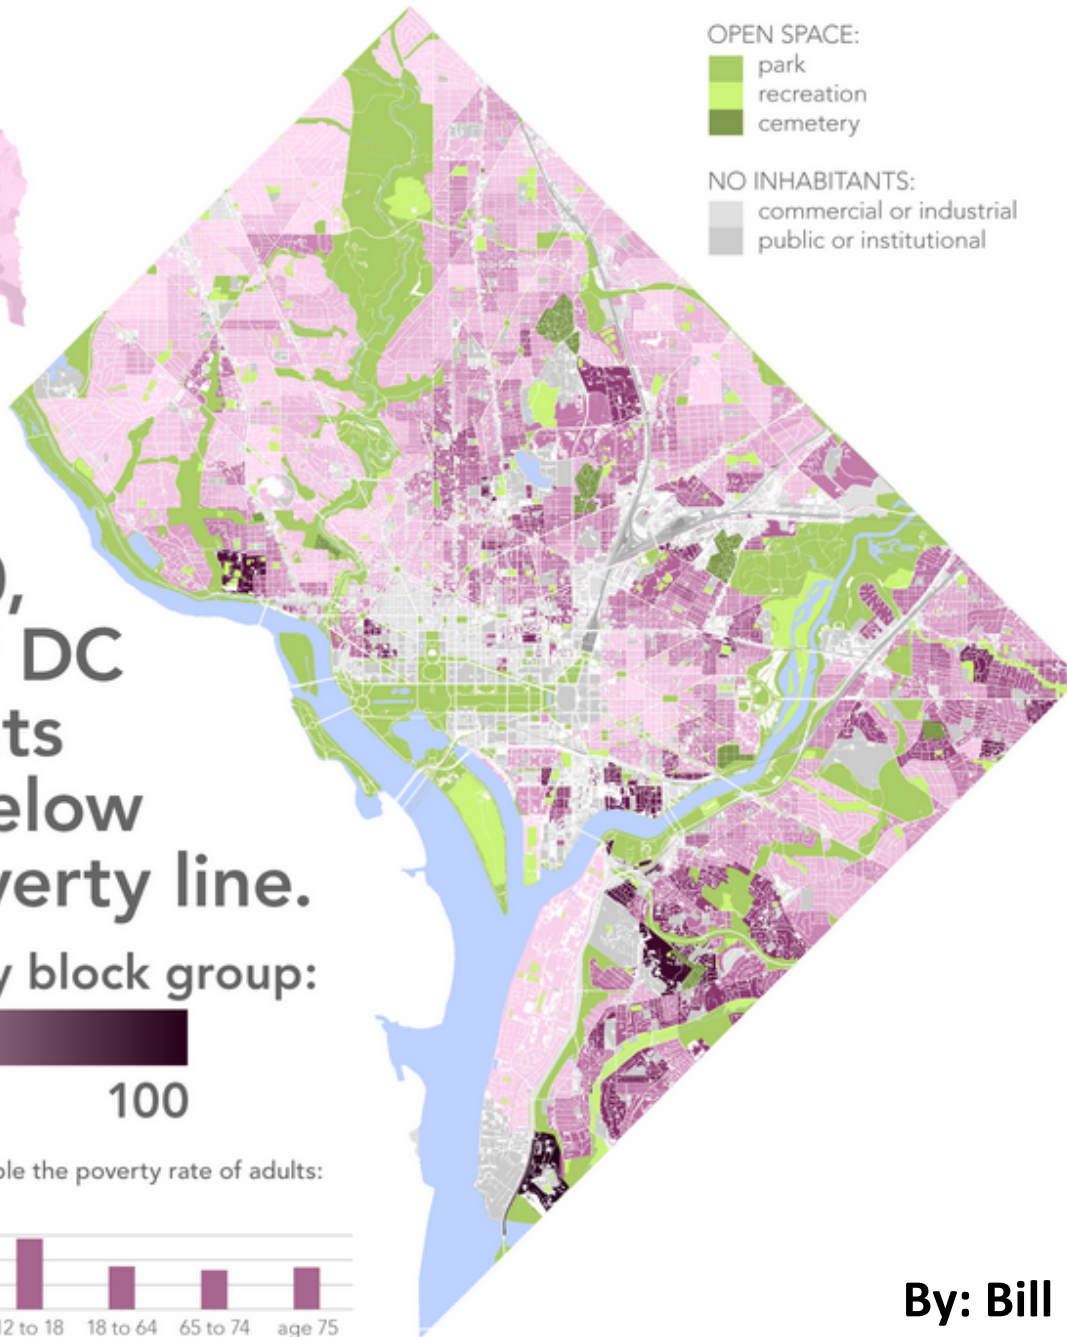 OPEN SPACE:
park
recreation
cemetery
NO INHABITANTS:
commercial or industrial
public or institutional
DC
ts
elow
verty line.
y block group:
100
ble the poverty rate of adults:
12 to 18
18 to 64
65 to 74
age 75
By: Bill